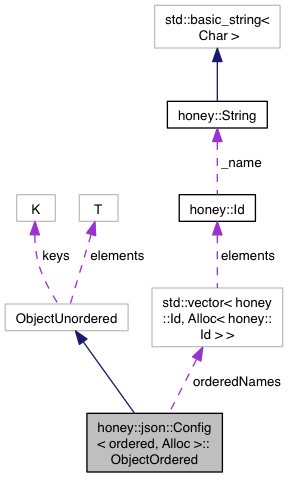 std::basic_string<
Char >
honey::String
_name
K
T
honey::Id
keys
elements
elements
ObjectUnordered
std::vector< honey
::Id, Alloc< honey::
Id > >
orderedNames
honey::json::Config
< ordered, Alloc >::
ObjectOrdered